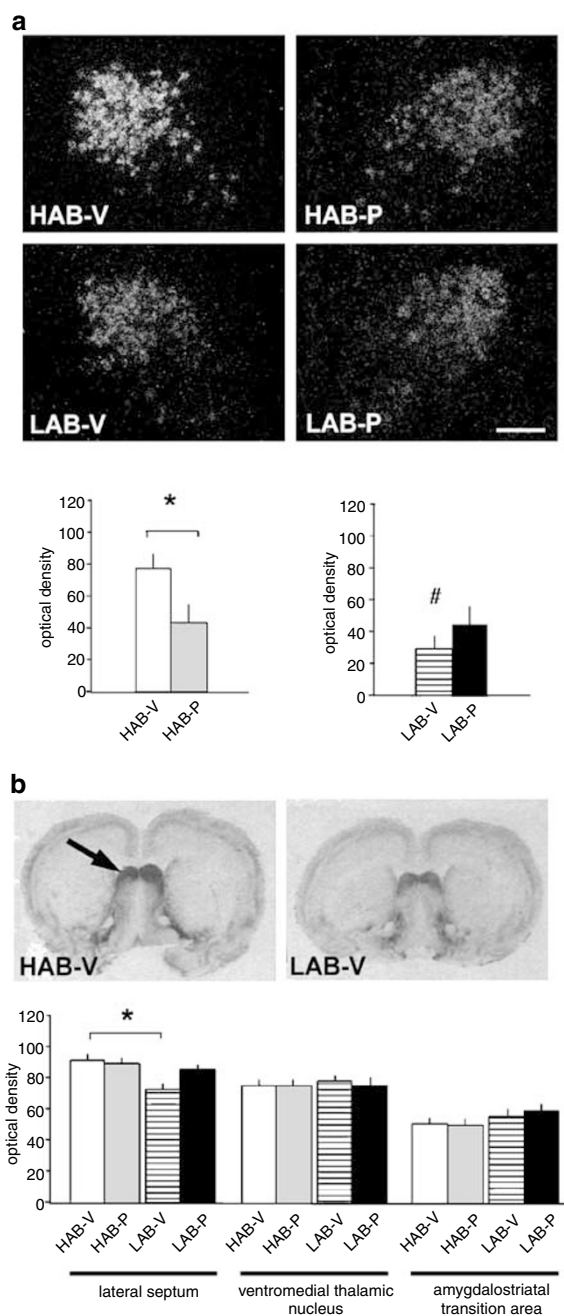 a
HAB-V
HAB-P
LAB-V
LAB-P
120
100
80
60
40
20
0
optical density
*
HAB-V
HAB-P
120
100
80
60
40
20
0
optical density
#
LAB-V
LAB-P
b
HAB-V
LAB-V
120
100
80
60
40
20
0
optical density
*
HAB-V
HAB-P
LAB-V
LAB-P
HAB-V
HAB-P
LAB-V
LAB-P
HAB-V
HAB-P
LAB-V
LAB-P
lateral septum
ventromedial thalamic
nucleus
amygdalostriatal
transition area